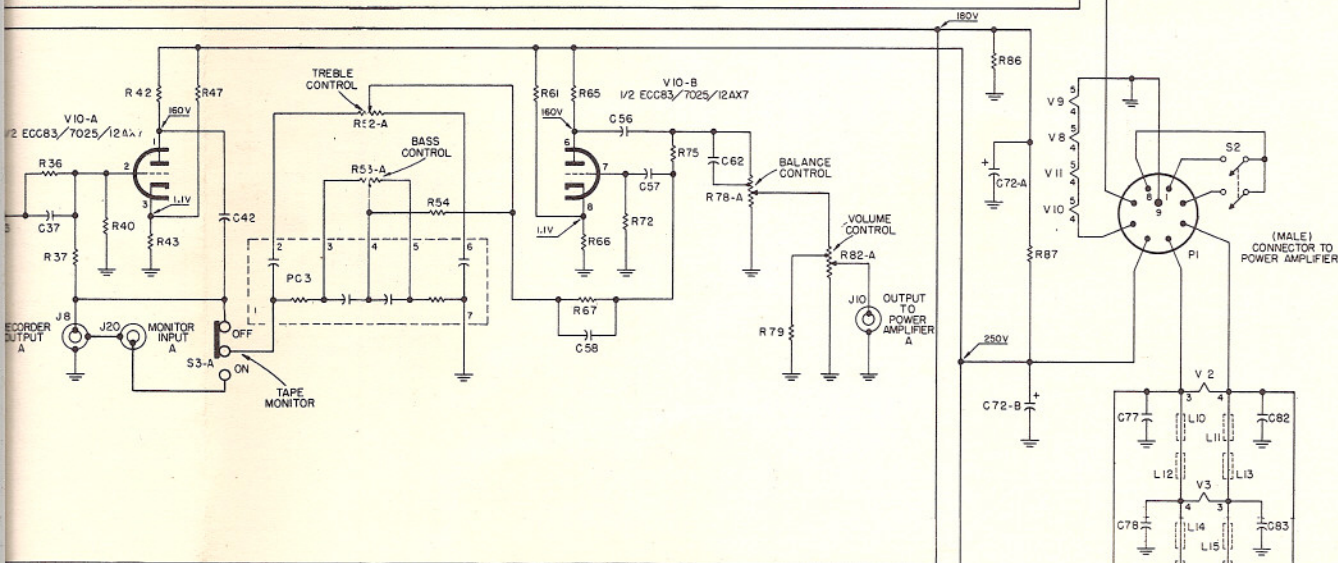 180V
R86
TREBLE
CONTROL
V10-B
1/2 ECC83/7025/12AX7
R42
R47
R61
R65
V10-A
160V
R52-A
160V
C56
1/2 ECC83/7025/12AX7
BASS
CONTROL
R75
C62
BALANCE
CONTROL
R36
R53-A
C57
R78-A
C72-A
V9
V8
V11
V10
S2
1.1V
R54
C37
R40
R43
C42
1.1V
R66
R72
VOLUME
CONTROL
R82-A
R37
PC3
R87
P1
(MALE)
CONNECTOR TO
POWER AMPLIFIER
J8
J20
MONITOR
INPUT
A
OFF
R67
R79
J10
OUTPUT
TO
POWER
AMPLIFIER
A
ECORDER
OUTPUT
A
S3-A
ON
C58
250V
TAPE
MONITOR
C72-B
V2
C77
L10
L11
C82
L12
L13
V3
C78
L14
L15
C83